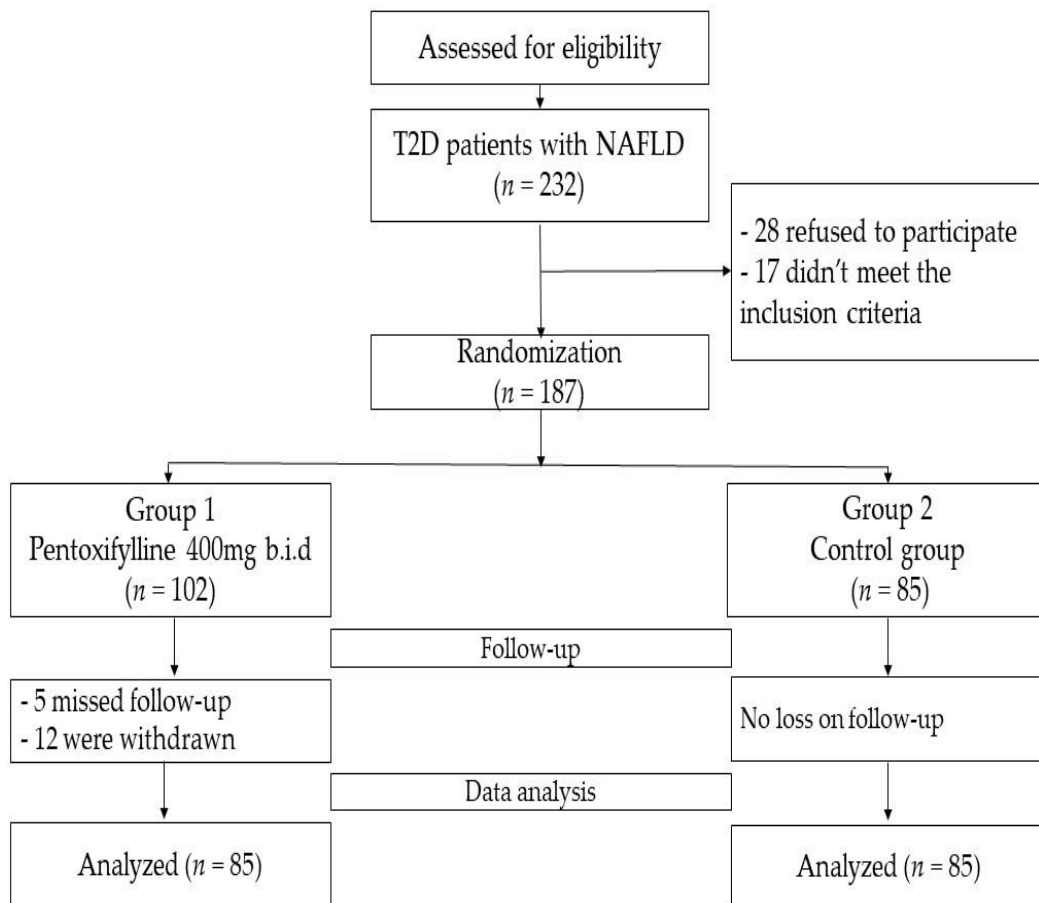 Assessed for eligibility
T2D patients with NAFLD
(n = 232)
- 28 refused to participate
- 17 didn't meet the
inclusion criteria
Randomization
(n = 187)
Group 1
Pentoxifylline 400mg b.i.d
(n = 102)
Group 2
Control group
(n = 85)
Follow-up
- 5 missed follow-up
- 12 were withdrawn
No loss on follow-up
Data analysis
Analyzed (n = 85)
Analyzed (n = 85)